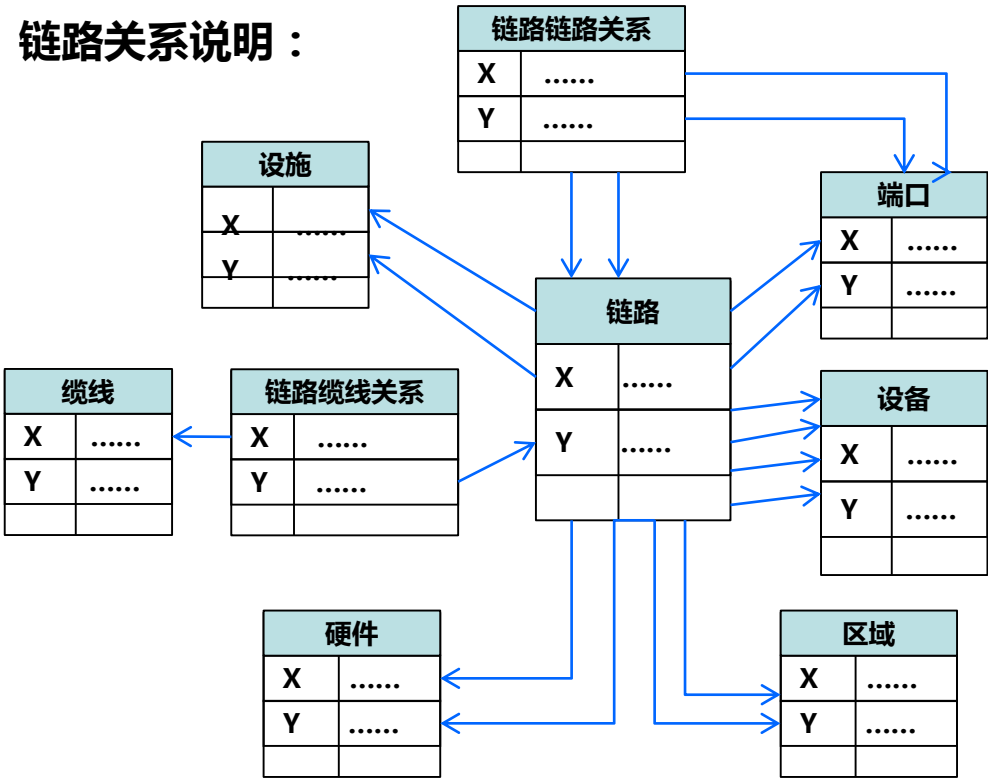 链路关系说明：
链路链路关系
X ......
Y ......
设施
X ......
Y ......
端口
X ......
Y ......
链路
X ......
Y ......
缆线
X ......
Y ......
链路缆线关系
X ......
Y ......
设备
X ......
Y ......
硬件
X ......
Y ......
区域
X ......
Y ......